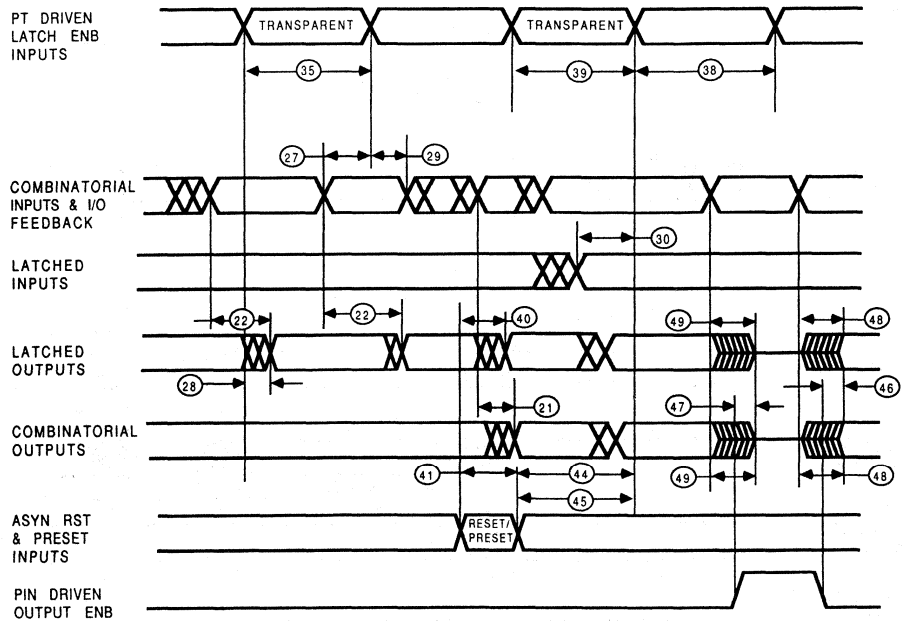 PT DRIVEN
LATCH ENB
INPUTS
TRANSPARENT
TRANSPARENT
35
39
38
27
29
COMBINATORIAL
INPUTS & I/O
FEEDBACK
30
LATCHED
INPUTS
22
22
40
49
48
LATCHED
OUTPUTS
28
46
21
47
COMBINATORIAL
OUTPUTS
41
44
49
48
45
ASYN RST
& PRESET
INPUTS
RESET/
PRESET
PIN DRIVEN
OUTPUT ENB